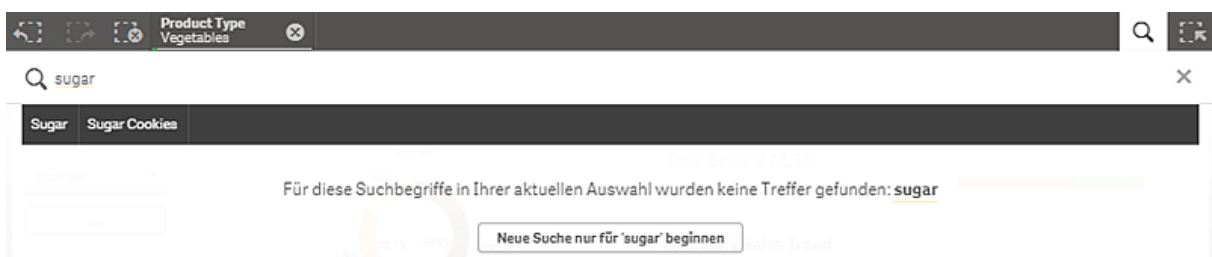 Product Type
Vegetables
sugar
Sugar Sugar Cookies
Für diese Suchbegriffe in Ihrer aktuellen Auswahl wurden keine Treffer gefunden: sugar
Neue Suche nur für 'sugar' beginnen